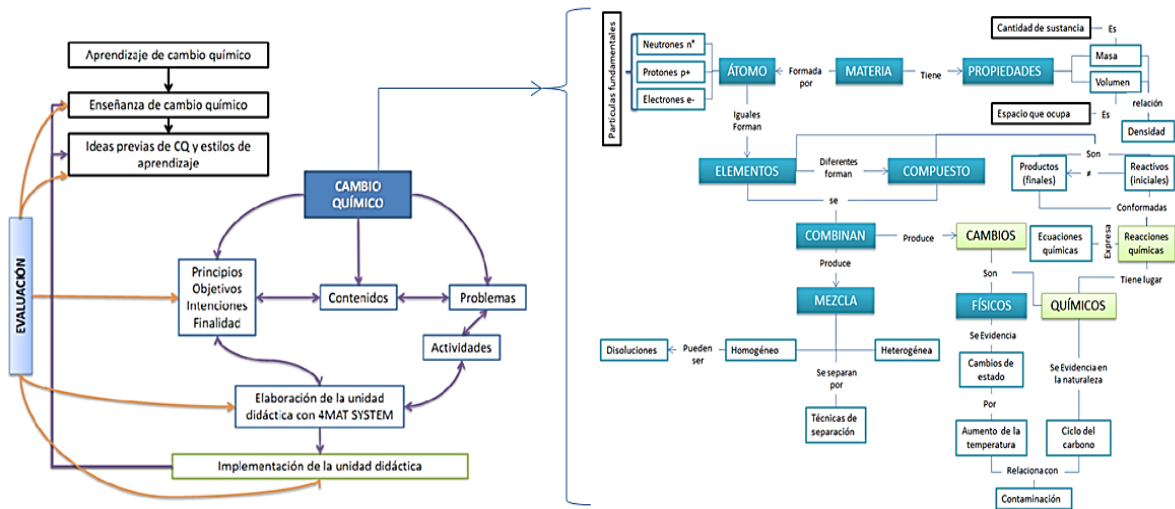 Aprendizaje de cambio químico
Enseñanza de cambio químico
Ideas previas de CQ y estilos de
aprendizaje
CAMBIO
QUÍMICO
EVALUACIÓN
Principios
Objetivos
Intenciones
Finalidad
Contenidos
Problemas
Actividades
Elaboración de la unidad
didáctica con 4MAT SYSTEM
Implementación de la unidad didáctica
Partículas fundamentales
Neutrones n°
Protones p+
Electrones e-
ÁTOMO
Formada
por
MATERIA
Tiene
PROPIEDADES
Cantidad de sustancia
Es
Masa
Volumen
Espacio que ocupa
Es
relación
Densidad
Iguales
Forman
ELEMENTOS
Diferentes
forman
COMPUESTO
Son
Productos
(finales)
≠
Reactivos
(iniciales)
se
Conformadas
COMBINAN
Produce
CAMBIOS
Ecuaciones
químicas
Expresa
Reacciones
químicas
Produce
Son
Tiene lugar
MEZCLA
FÍSICOS
QUÍMICOS
Disoluciones
Pueden
ser
Homogéneo
Heterogénea
Se Evidencia
Se separan
por
Cambios de
estado
Se Evidencia en
la naturaleza
Técnicas de
separación
Por
Aumento de la
temperatura
Ciclo del
carbono
Relaciona con
Contaminación